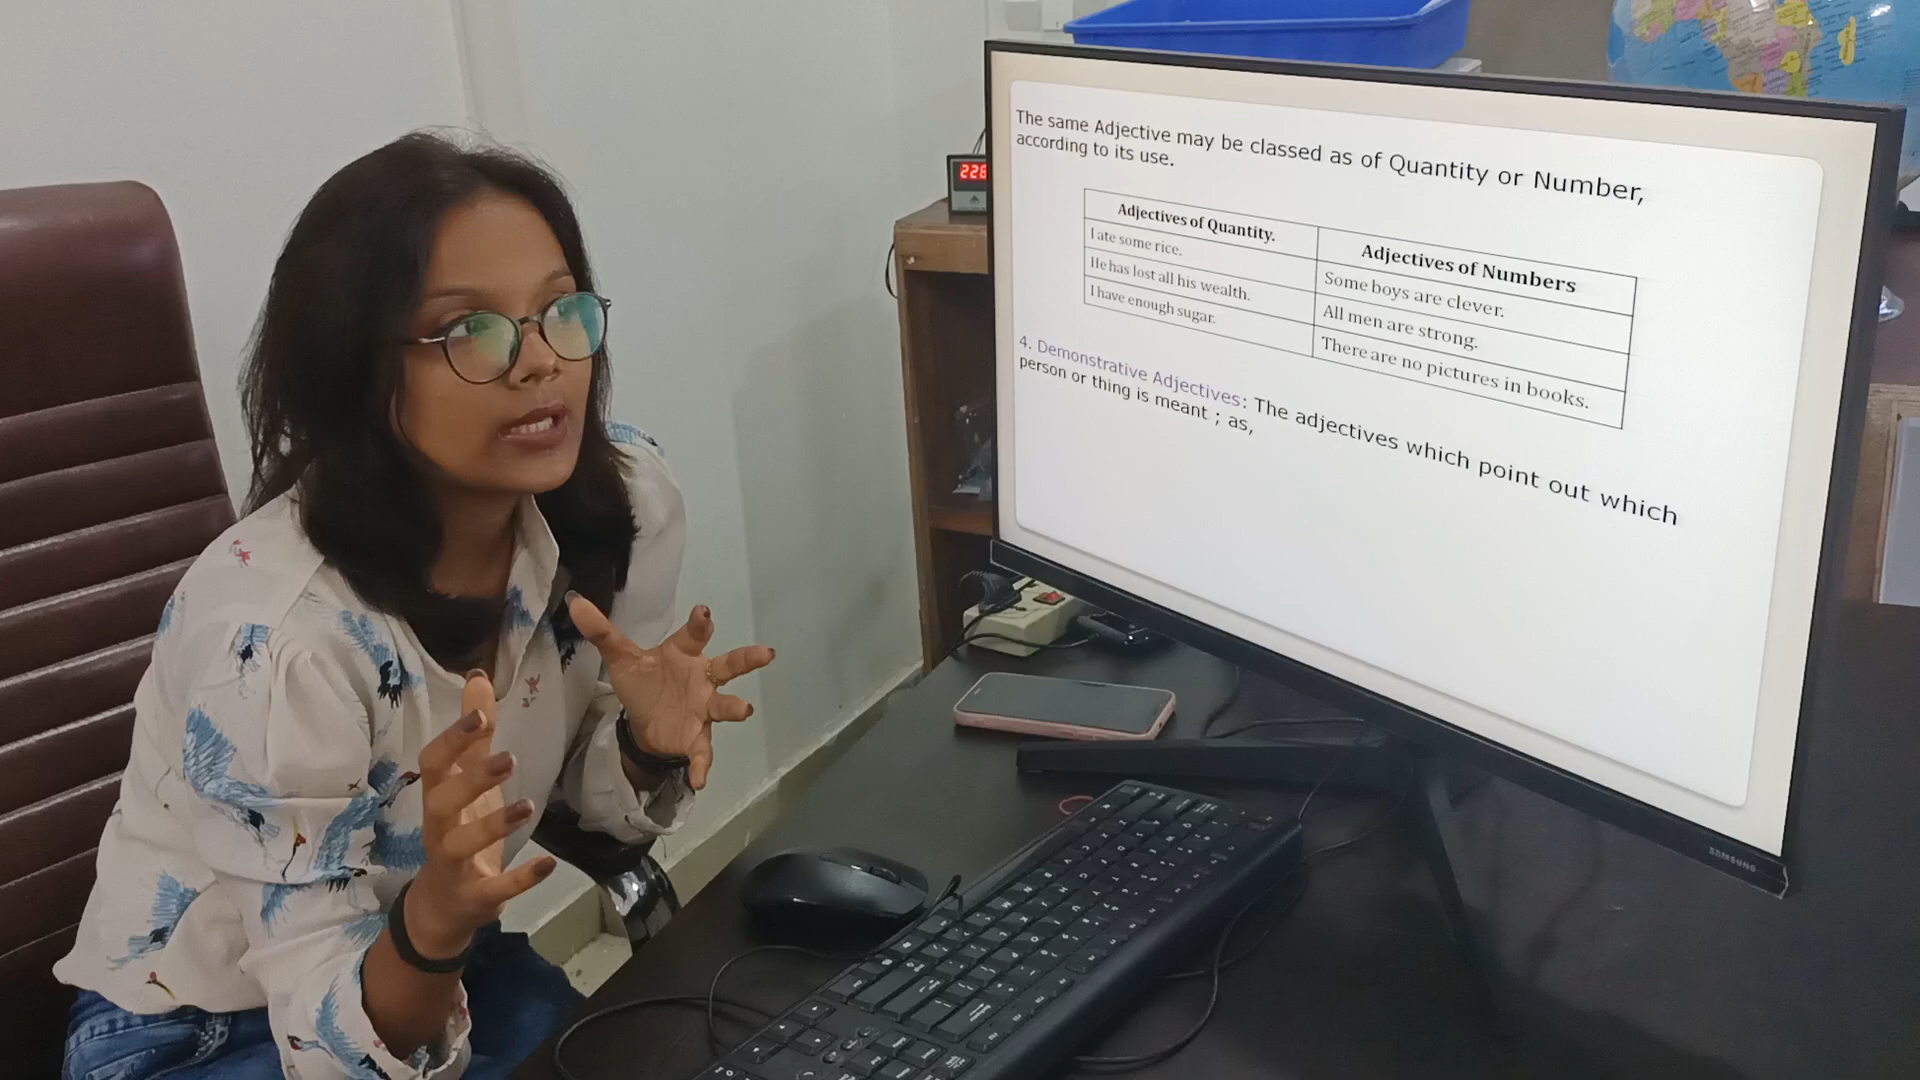 The same Adjective may be classed as of Quantity or Number,
according to its use.
Adjectives of Quantity. Adjectives of Numbers
I ate some rice. Some boys are clever.
He has lost all his wealth. All men are strong.
I have enough sugar. There are no pictures in books.
4. Demonstrative Adjectives: The adjectives which point out which
person or thing is meant ; as,
SAMSUNG